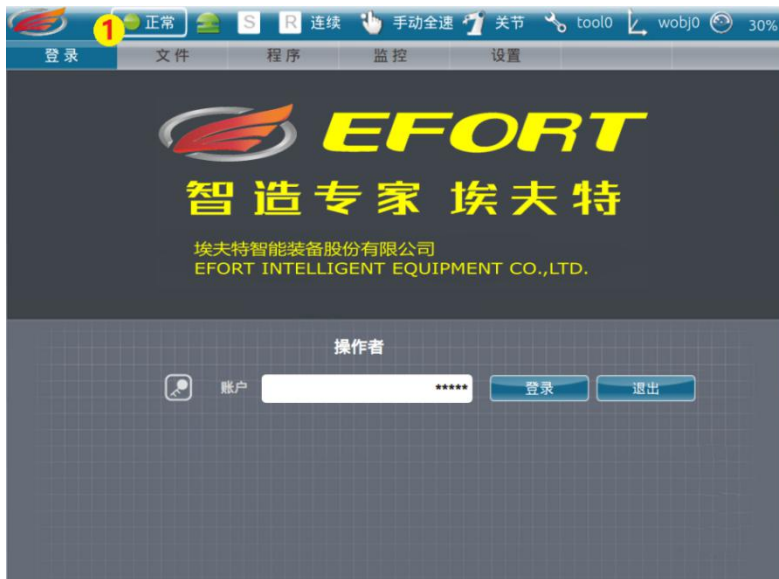 1 正常 S R 连续 手动全速 关节 tool0 wobj0 30%
登录 文件 程序 监控 设置
EFORT
智造专家 埃夫特
埃夫特智能装备股份有限公司
EFORT INTELLIGENT EQUIPMENT CO.,LTD.
操作者
账户 ***** 登录 退出